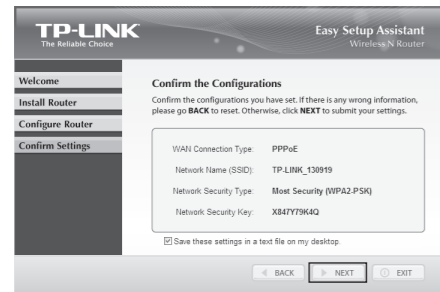 TP-LINK
The Reliable Choice
Easy Setup Assistant
Wireless N Router
Welcome
Install Router
Configure Router
Confirm Settings
Confirm the Configurations
Confirm the configurations you have set. If there is any wrong information,
please go BACK to reset. Otherwise, click NEXT to submit your settings.
WAN Connection Type: PPPoE
Network Name (SSID): TP-LINK_130919
Network Security Type: Most Security (WPA2-PSK)
Network Security Key: X847Y79K4Q
Save these settings in a text file on my desktop.
BACK NEXT EXIT